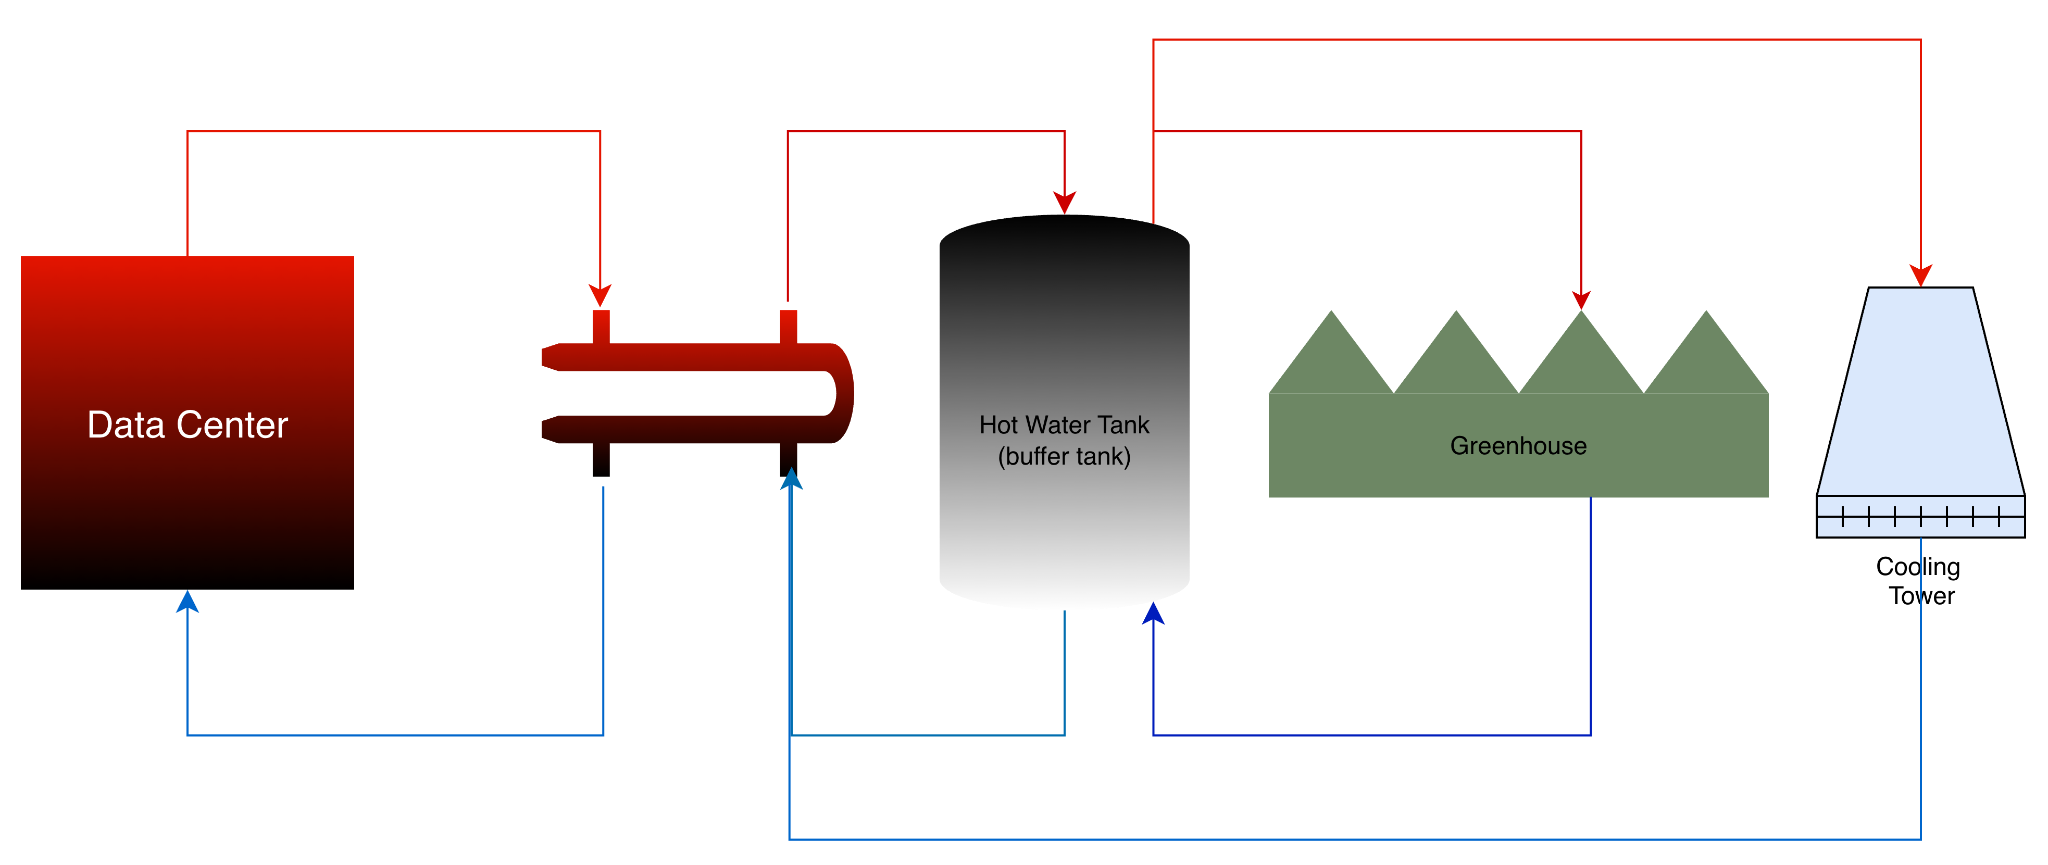 Data Center
Hot Water Tank
(buffer tank)
Greenhouse
Cooling
Tower